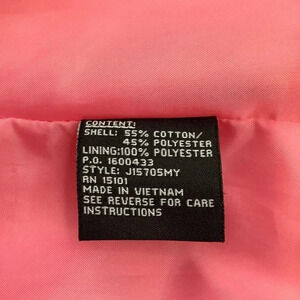 CONTENT:
SHELL: 55% COTTON/
45% POLYESTER
LINING:100% POLYESTER
P.O. 1600433
STYLE: J15705MY
RN 15101
MADE IN VIETNAM
SEE REVERSE FOR CARE
INSTRUCTIONS